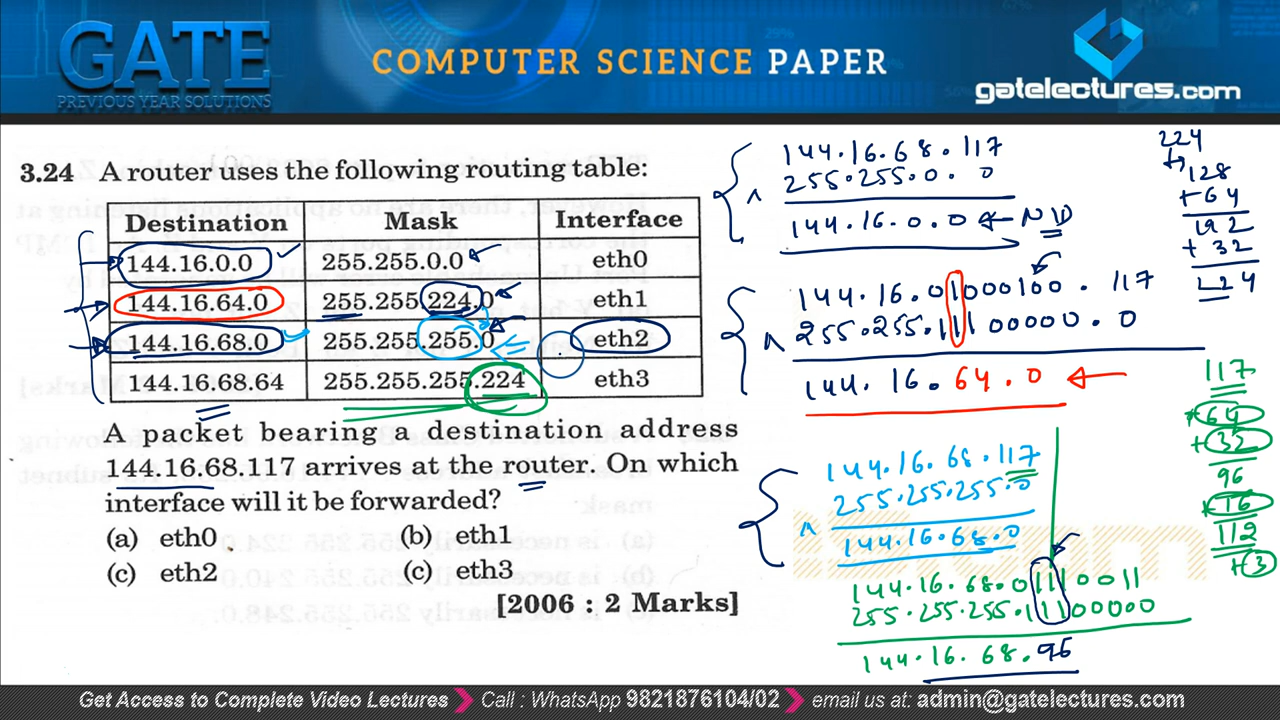 GATE
PREVIOUS YEAR SOLUTIONS
COMPUTER SCIENCE PAPER
gatelectures.com
3.24 A router uses the following routing table:
Destination Mask Interface
144.16.0.0 255.255.0.0 eth0
144.16.64.0 255.255.224.0 eth1
144.16.68.0 255.255.255.0 eth2
144.16.68.64 255.255.255.224 eth3
A packet bearing a destination address
144.16.68.117 arrives at the router. On which
interface will it be forwarded?
(a) eth0 (b) eth1
(c) eth2 (c) eth3
[2006 : 2 Marks]
144.16.68.117
255.255.0.0
144.16.0.0 ← N/D
144.16.01000100.117
255.255.11100000.0
144.16.64.0
144.16.68.117
255.255.255.0
144.16.68.0
144.16.68.01110011
255.255.255.11100000
144.16.68.96
224
128
+64
192
+32
224
117
64
+32
96
16
112
+3
Get Access to Complete Video Lectures Call : WhatsApp 9821876104/02 email us at: admin@gatelectures.com